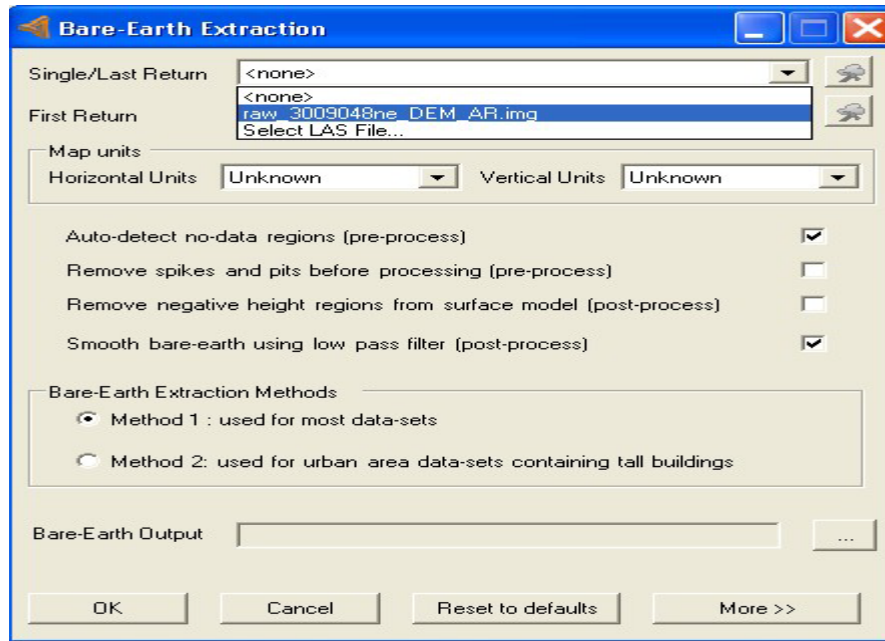 Bare-Earth Extraction
Single/Last Return <none>
<none>
raw_3009048ne_DEM_AR.img
Select LAS File...
First Return
Map units
Horizontal Units Unknown Vertical Units Unknown
Auto-detect no-data regions (pre-process)
Remove spikes and pits before processing (pre-process)
Remove negative height regions from surface model (post-process)
Smooth bare-earth using low pass filter (post-process)
Bare-Earth Extraction Methods
Method 1 : used for most data-sets
Method 2: used for urban area data-sets containing tall buildings
Bare-Earth Output ...
OK Cancel Reset to defaults More >>